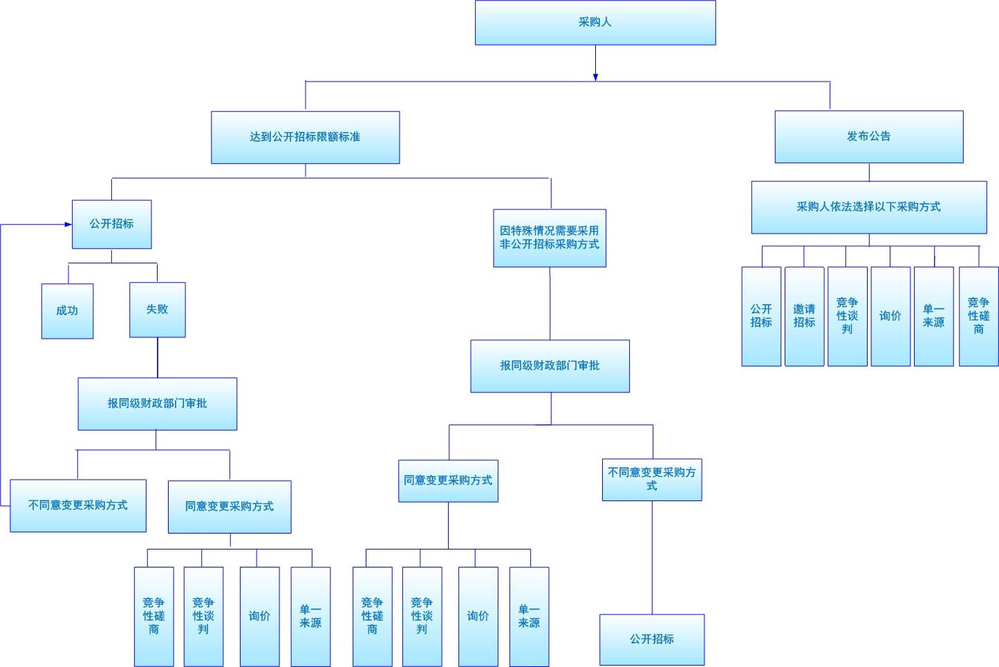 采购人
达到公开招标限额标准
发布公告
采购人依法选择以下采购方式
公开招标
因特殊情况需要采用
非公开招标采购方式
成功
失败
公开
招标
邀请
招标
竞争
性谈
判
询价
单一
来源
竞争
性磋
商
报同级财政部门审批
报同级财政部门审批
不同意变更采购方式
同意变更采购方式
同意变更采购方式
不同意变更采购方
式
竞争
性磋
商
竞争
性谈
判
询价
单一
来源
竞争
性磋
商
竞争
性谈
判
询价
单一
来源
公开招标